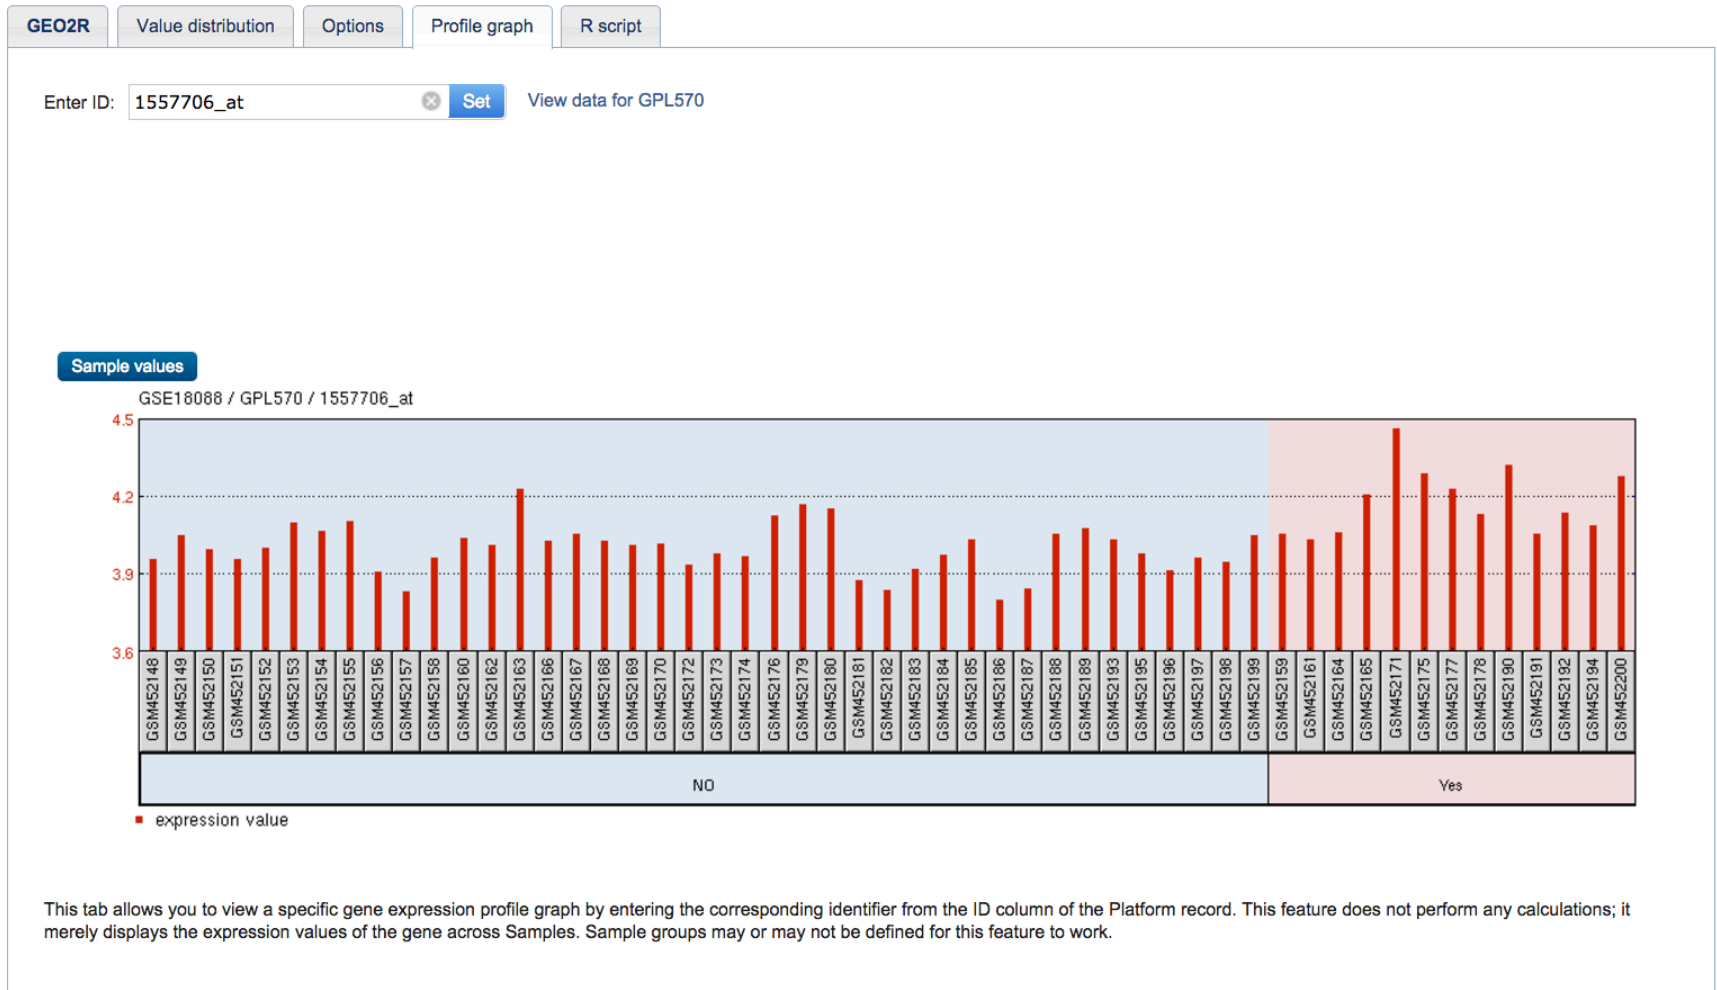 GEO2R
Value distribution
Options
Profile graph
R script
Enter ID:
1557706_at
Set
View data for GPL570
Sample values
GSE18088 / GPL570 / 1557706_at
4.5
4.2
3.9
3.6
GSM452148
GSM452149
GSM452150
GSM452151
GSM452152
GSM452153
GSM452154
GSM452155
GSM452156
GSM452157
GSM452158
GSM452160
GSM452162
GSM452163
GSM452166
GSM452167
GSM452168
GSM452169
GSM452170
GSM452172
GSM452173
GSM452174
GSM452176
GSM452179
GSM452180
GSM452181
GSM452182
GSM452183
GSM452184
GSM452185
GSM452186
GSM452187
GSM452188
GSM452189
GSM452193
GSM452195
GSM452196
GSM452197
GSM452198
GSM452199
GSM452159
GSM452161
GSM452164
GSM452165
GSM452171
GSM452175
GSM452177
GSM452178
GSM452190
GSM452191
GSM452192
GSM452194
GSM452200
NO
Yes
expression value
This tab allows you to view a specific gene expression profile graph by entering the corresponding identifier from the ID column of the Platform record. This feature does not perform any calculations; it
merely displays the expression values of the gene across Samples. Sample groups may or may not be defined for this feature to work.